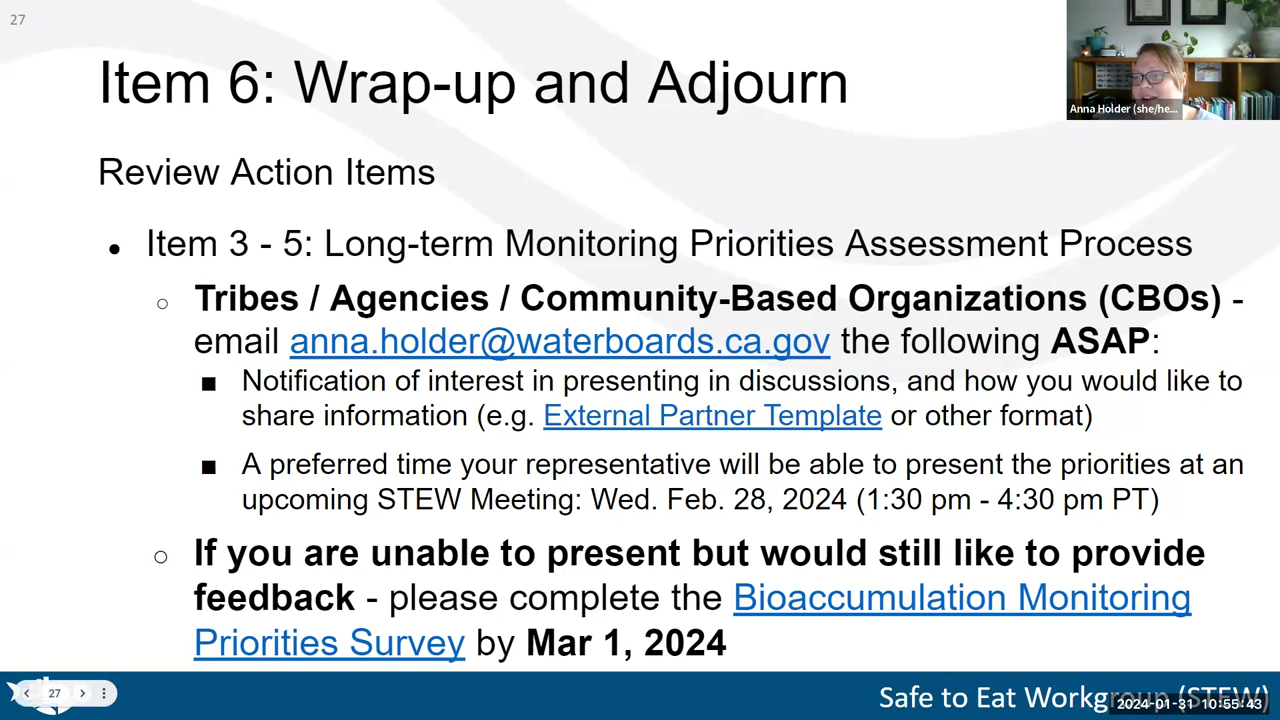 27
Item 6: Wrap-up and Adjourn
Anna Holder (she/he...
Review Action Items
● Item 3 - 5: Long-term Monitoring Priorities Assessment Process
○ Tribes / Agencies / Community-Based Organizations (CBOs) -
email anna.holder@waterboards.ca.gov the following ASAP:
■ Notification of interest in presenting in discussions, and how you would like to
share information (e.g. External Partner Template or other format)
■ A preferred time your representative will be able to present the priorities at an
upcoming STEW Meeting: Wed. Feb. 28, 2024 (1:30 pm - 4:30 pm PT)
○ If you are unable to present but would still like to provide
feedback - please complete the Bioaccumulation Monitoring
Priorities Survey by Mar 1, 2024
27
Safe to Eat Workgroup (STEW)
2024-01-31 10:55:43